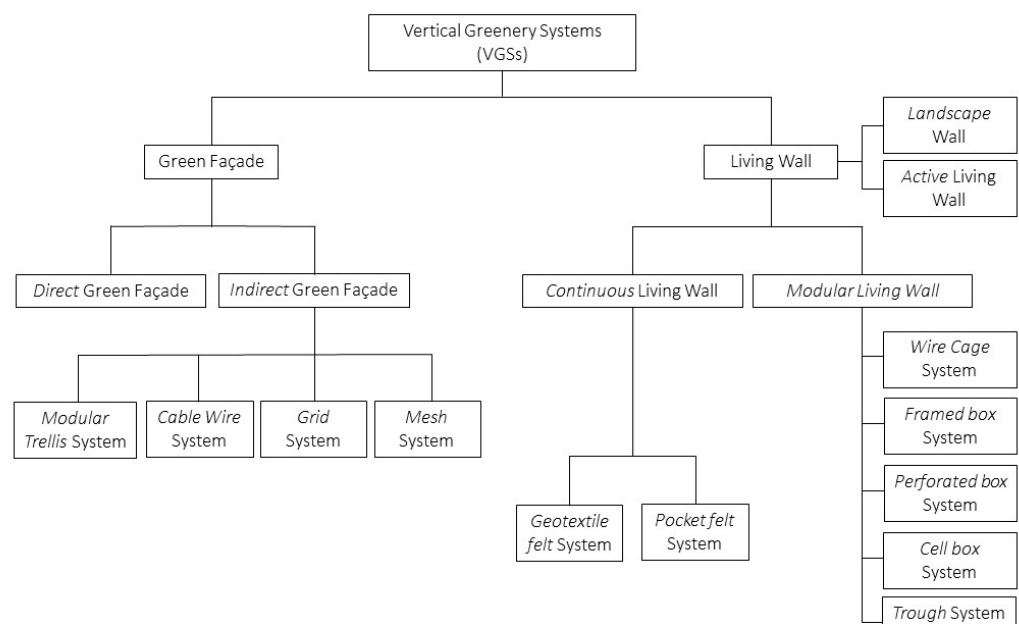 Vertical Greenery Systems
(VGSs)
Green Façade
Living Wall
Landscape
Wall
Active Living
Wall
Direct Green Façade
Indirect Green Façade
Continuous Living Wall
Modular Living Wall
Modular
Trellis System
Cable Wire
System
Grid
System
Mesh
System
Geotextile
felt System
Pocket felt
System
Wire Cage
System
Framed box
System
Perforated box
System
Cell box
System
Trough System